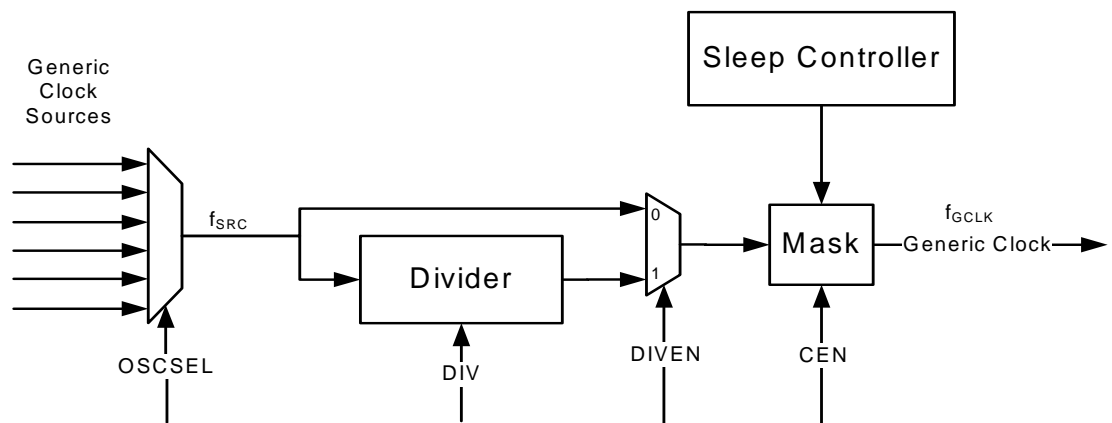 Sleep Controller
Generic
Clock
Sources
fSRC
0
fGCLK
Mask
Generic Clock
Divider
1
OSCSEL
DIV
DIVEN
CEN